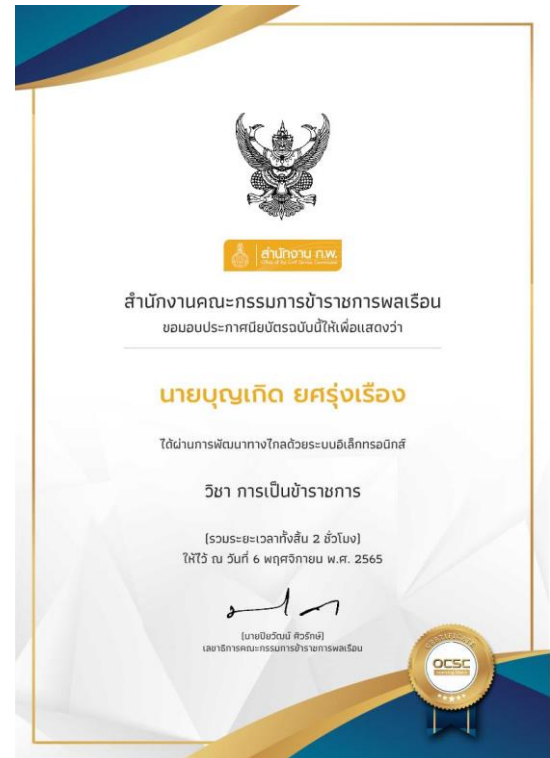 สำนักงาน ก.พ.
สำนักงานคณะกรรมการข้าราชการพลเรือน
ขอมอบประกาศนียบัตรฉบับนี้ให้เพื่อแสดงว่า
นายบุญเกิด ยศรุ่งเรือง
ได้ผ่านการพัฒนาทางไกลด้วยระบบอิเล็กทรอนิกส์
วิชา การเป็นข้าราชการ
(รวมระยะเวลาทั้งสิ้น 2 ชั่วโมง)
ให้ไว้ ณ วันที่ 6 พฤศจิกายน พ.ศ. 2565
(นายปิยวัฒน์ ศิวรักษ์)
เลขาธิการคณะกรรมการข้าราชการพลเรือน
OCSC